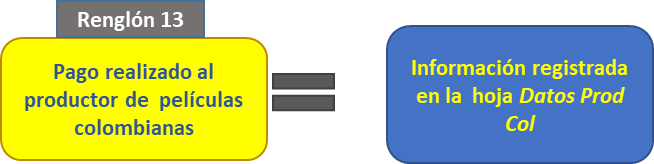 Renglón 13
Pago realizado al
productor de películas
colombianas
Información registrada
en la hoja Datos Prod
Col